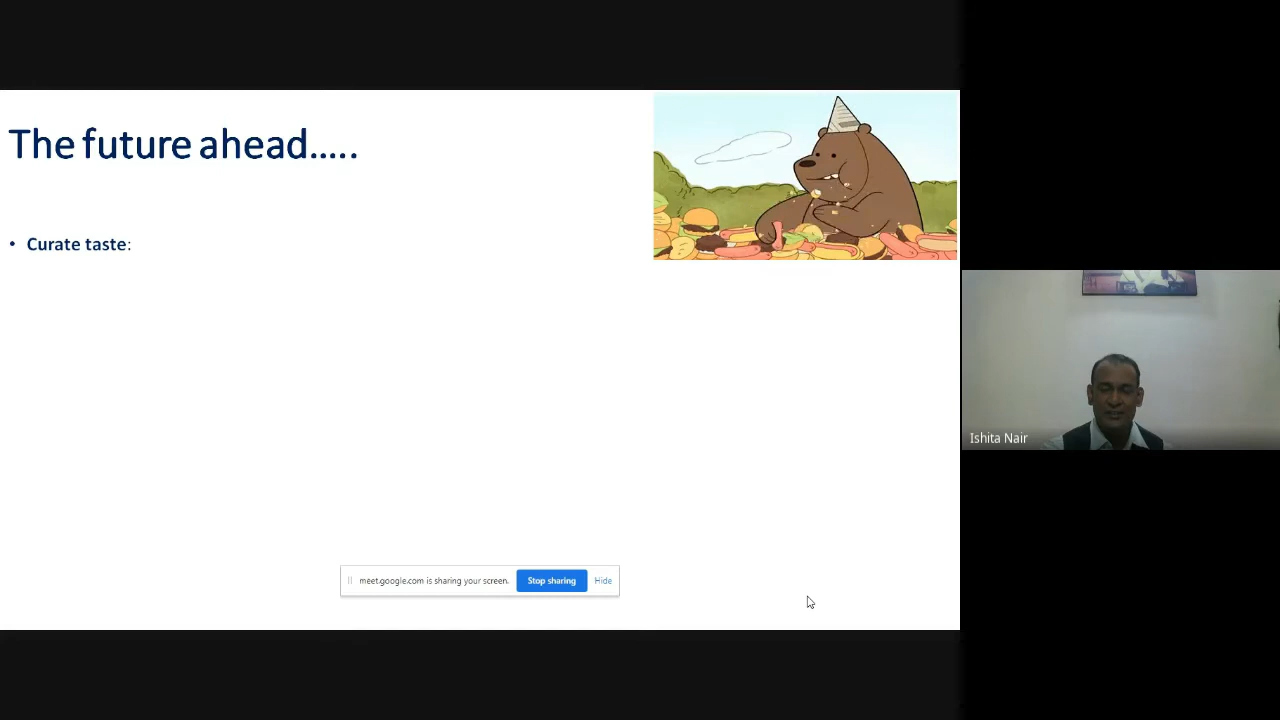 The future ahead.....
• Curate taste:
Ishita Nair
meet.google.com is sharing your screen. Stop sharing Hide